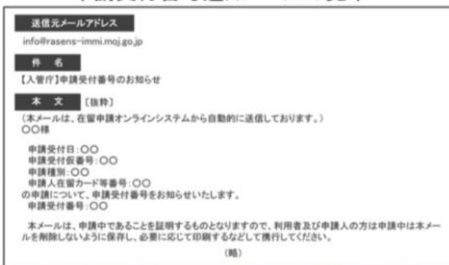 送信元メールアドレス
info@rasens-immi.moj.go.jp
件 名
【入管庁】申請受付番号のお知らせ
本 文 〔抜粋〕
(本メールは、在留申請オンラインシステムから自動的に送信しております。)
〇〇様
申請受付日:〇〇
申請受付仮番号:〇〇
申請種別:〇〇
申請人在留カード等番号:〇〇
の申請について、申請受付番号をお知らせいたします。
申請受付番号:〇〇
本メールは、申請中であることを証明するものとなりますので、利用者及び申請人の方は申請中は本メー
ルを削除しないように保存し、必要に応じて印刷するなどして携行してください。
(略)